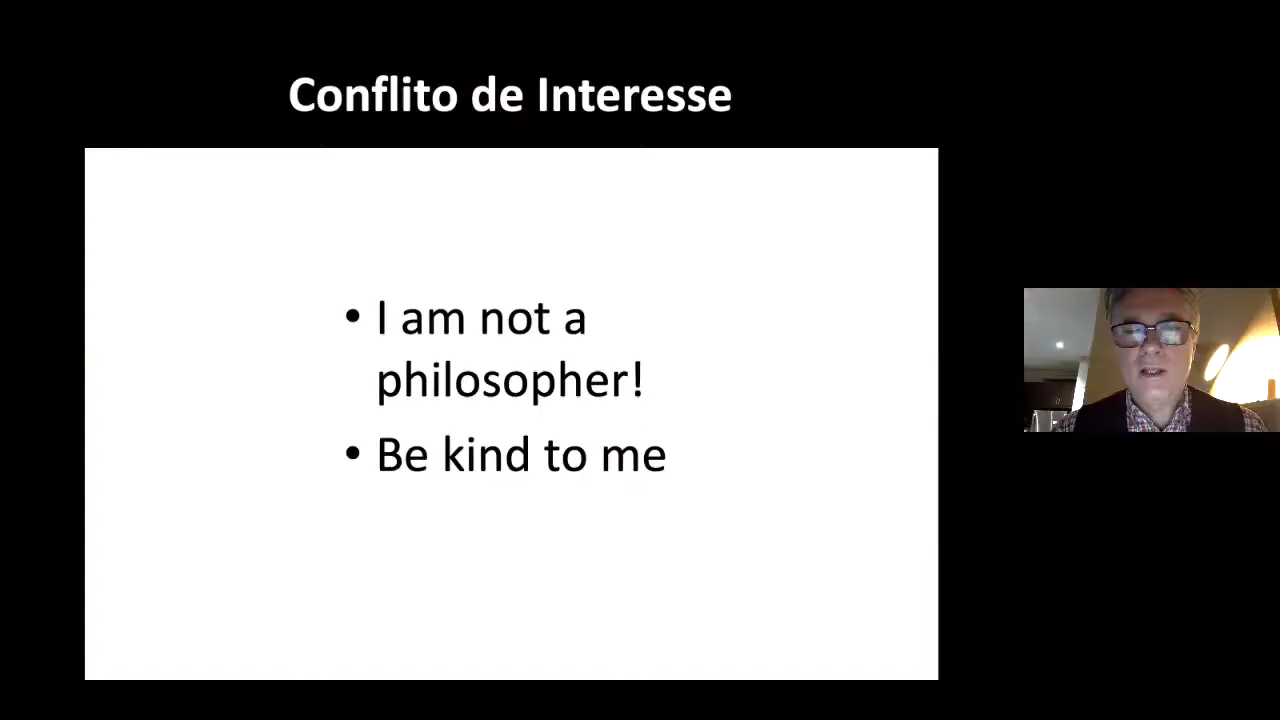 Conflito de Interesse
• I am not a
philosopher!
• Be kind to me